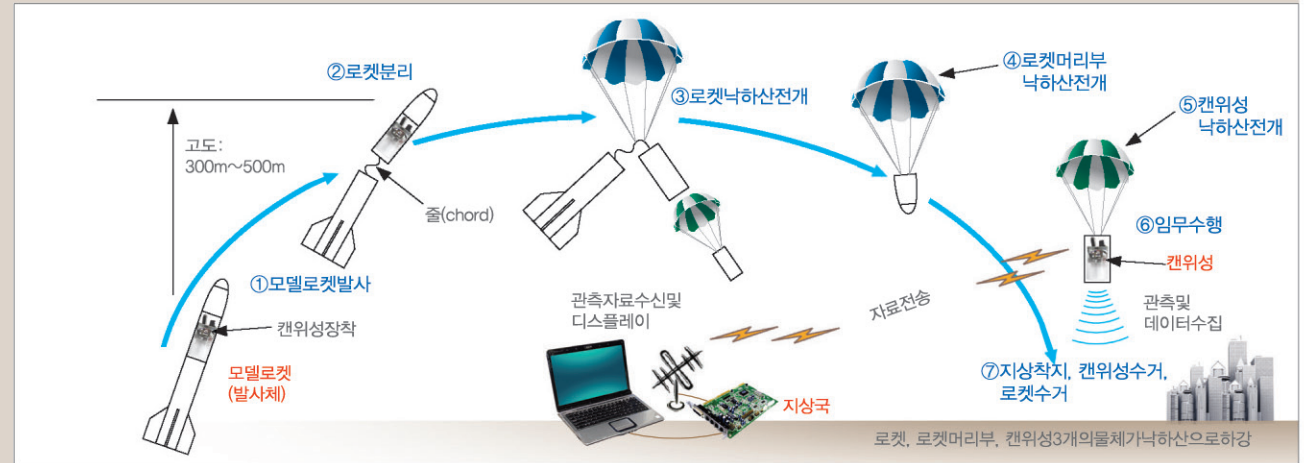 ②로켓분리
③로켓낙하산전개
④로켓머리부
낙하산전개
⑤캔위성
낙하산전개
고도:
300m~500m
줄(chord)
⑥임무수행
①모델로켓발사
캔위성
캔위성장착
관측자료수신및
디스플레이
자료전송
관측및
데이터수집
모델로켓
(발사체)
⑦지상착지, 캔위성수거,
로켓수거
지상국
로켓, 로켓머리부, 캔위성3개의물체가낙하산으로하강